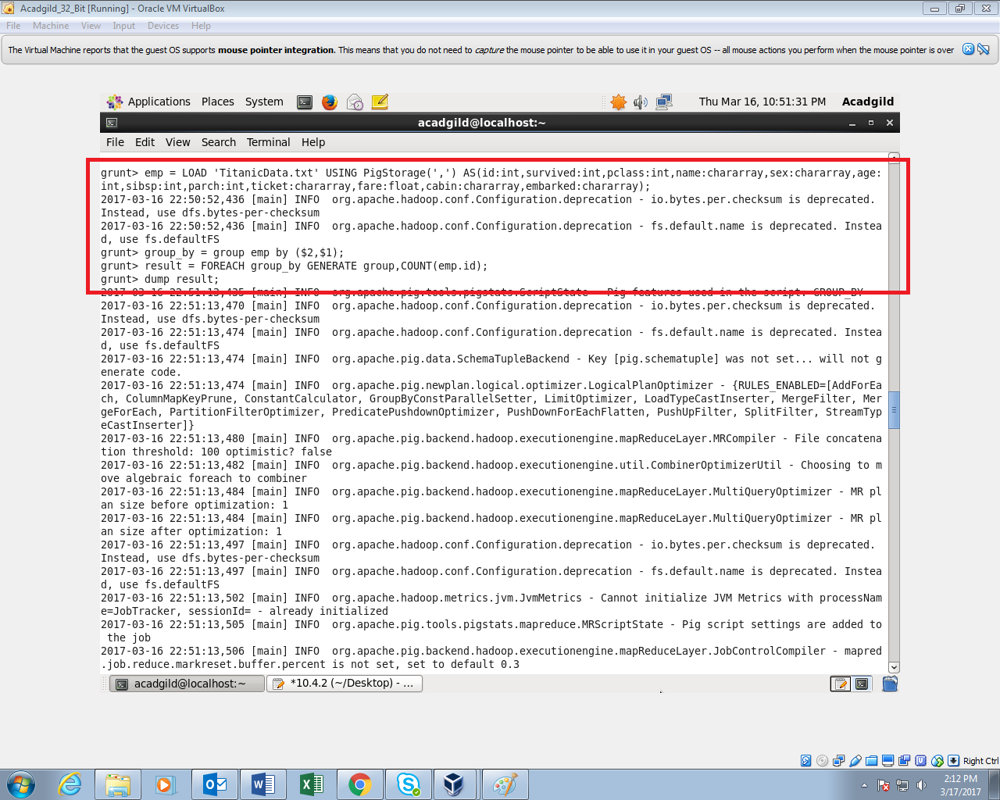 Acadgild_32_Bit [Running] - Oracle VM VirtualBox
File Machine View Input Devices Help
The Virtual Machine reports that the guest OS supports mouse pointer integration. This means that you do not need to capture the mouse pointer to be able to use it in your guest OS -- all mouse actions you perform when the mouse pointer is over
Applications Places System Thu Mar 16, 10:51:31 PM Acadgild
acadgild@localhost:~
File Edit View Search Terminal Help
grunt> emp = LOAD 'TitanicData.txt' USING PigStorage(',') AS(id:int,survived:int,pclass:int,name:chararray,sex:chararray,age:
int,sibsp:int,parch:int,ticket:chararray,fare:float,cabin:chararray,embarked:chararray);
2017-03-16 22:50:52,436 [main] INFO  org.apache.hadoop.conf.Configuration.deprecation - io.bytes.per.checksum is deprecated.
Instead, use dfs.bytes-per-checksum
2017-03-16 22:50:52,436 [main] INFO  org.apache.hadoop.conf.Configuration.deprecation - fs.default.name is deprecated. Instea
d, use fs.defaultFS
grunt> group_by = group emp by ($2,$1);
grunt> result = FOREACH group_by GENERATE group,COUNT(emp.id);
grunt> dump result;
2017-03-16 22:51:13,435 [main] INFO  org.apache.pig.tools.pigstats.ScriptState - Pig features used in the script: GROUP_BY
2017-03-16 22:51:13,470 [main] INFO  org.apache.hadoop.conf.Configuration.deprecation - io.bytes.per.checksum is deprecated.
Instead, use dfs.bytes-per-checksum
2017-03-16 22:51:13,474 [main] INFO  org.apache.hadoop.conf.Configuration.deprecation - fs.default.name is deprecated. Instea
d, use fs.defaultFS
2017-03-16 22:51:13,474 [main] INFO  org.apache.pig.data.SchemaTupleBackend - Key [pig.schematuple] was not set... will not g
enerate code.
2017-03-16 22:51:13,474 [main] INFO  org.apache.pig.newplan.logical.optimizer.LogicalPlanOptimizer - {RULES_ENABLED=[AddForEa
ch, ColumnMapKeyPrune, ConstantCalculator, GroupByConstParallelSetter, LimitOptimizer, LoadTypeCastInserter, MergeFilter, Mer
geForEach, PartitionFilterOptimizer, PredicatePushdownOptimizer, PushDownForEachFlatten, PushUpFilter, SplitFilter, StreamTyp
eCastInserter]}
2017-03-16 22:51:13,480 [main] INFO  org.apache.pig.backend.hadoop.executionengine.mapReduceLayer.MRCompiler - File concatena
tion threshold: 100 optimistic? false
2017-03-16 22:51:13,482 [main] INFO  org.apache.pig.backend.hadoop.executionengine.util.CombinerOptimizerUtil - Choosing to m
ove algebraic foreach to combiner
2017-03-16 22:51:13,484 [main] INFO  org.apache.pig.backend.hadoop.executionengine.mapReduceLayer.MultiQueryOptimizer - MR pl
an size before optimization: 1
2017-03-16 22:51:13,484 [main] INFO  org.apache.pig.backend.hadoop.executionengine.mapReduceLayer.MultiQueryOptimizer - MR pl
an size after optimization: 1
2017-03-16 22:51:13,497 [main] INFO  org.apache.hadoop.conf.Configuration.deprecation - io.bytes.per.checksum is deprecated.
Instead, use dfs.bytes-per-checksum
2017-03-16 22:51:13,497 [main] INFO  org.apache.hadoop.conf.Configuration.deprecation - fs.default.name is deprecated. Instea
d, use fs.defaultFS
2017-03-16 22:51:13,502 [main] INFO  org.apache.hadoop.metrics.jvm.JvmMetrics - Cannot initialize JVM Metrics with processNam
e=JobTracker, sessionId= - already initialized
2017-03-16 22:51:13,505 [main] INFO  org.apache.pig.tools.pigstats.mapreduce.MRScriptState - Pig script settings are added to
 the job
2017-03-16 22:51:13,506 [main] INFO  org.apache.pig.backend.hadoop.executionengine.mapReduceLayer.JobControlCompiler - mapred
.job.reduce.markreset.buffer.percent is not set, set to default 0.3
acadgild@localhost:~ *10.4.2 (~/Desktop) - ...
Right Ctrl
2:12 PM
3/17/2017